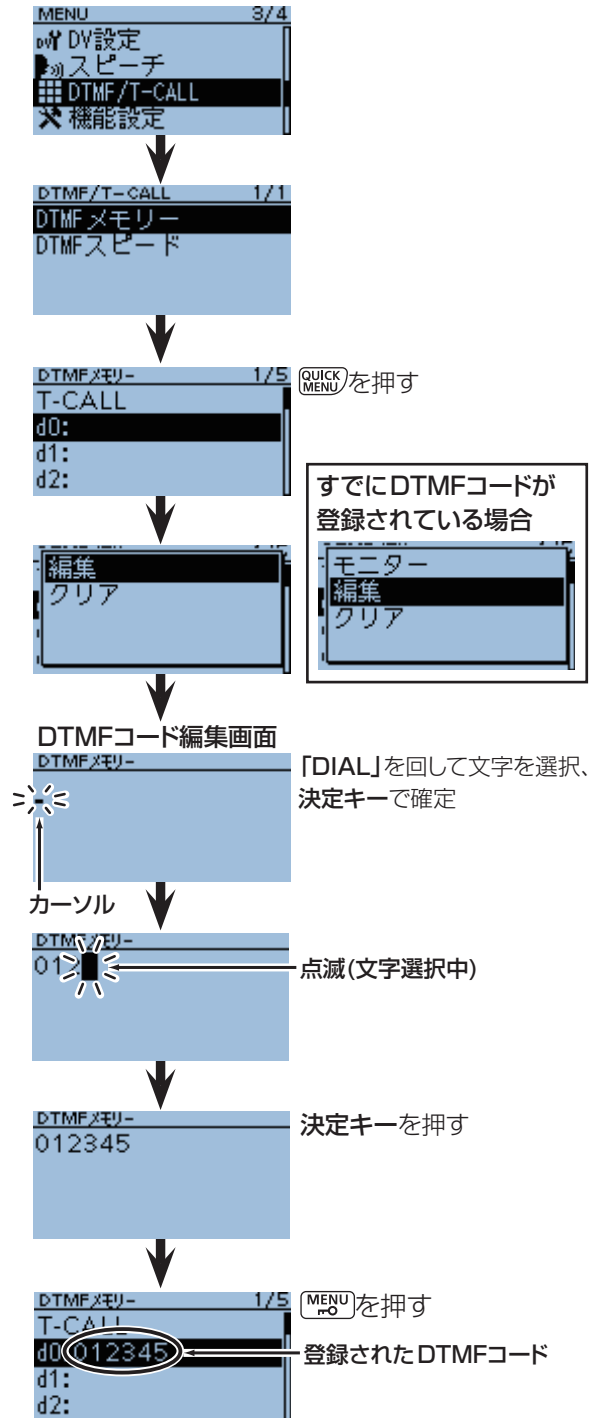 MENU 3/4
DV DV設定
スピーチ
DTMF/T-CALL
機能設定
DTMF/T-CALL 1/1
DTMFメモリー
DTMFスピード
DTMFメモリー 1/5
T-CALL
d0:
d1:
d2:
QUICK MENUを押す
すでにDTMFコードが
登録されている場合
編集
クリア
モニター
編集
クリア
DTMFコード編集画面
DTMFメモリー
「DIAL」を回して文字を選択、
決定キーで確定
カーソル
DTMFメモリー
012
点滅(文字選択中)
DTMFメモリー
012345
決定キーを押す
DTMFメモリー 1/5
T-CALL
d0:012345
d1:
d2:
MENUを押す
登録されたDTMFコード